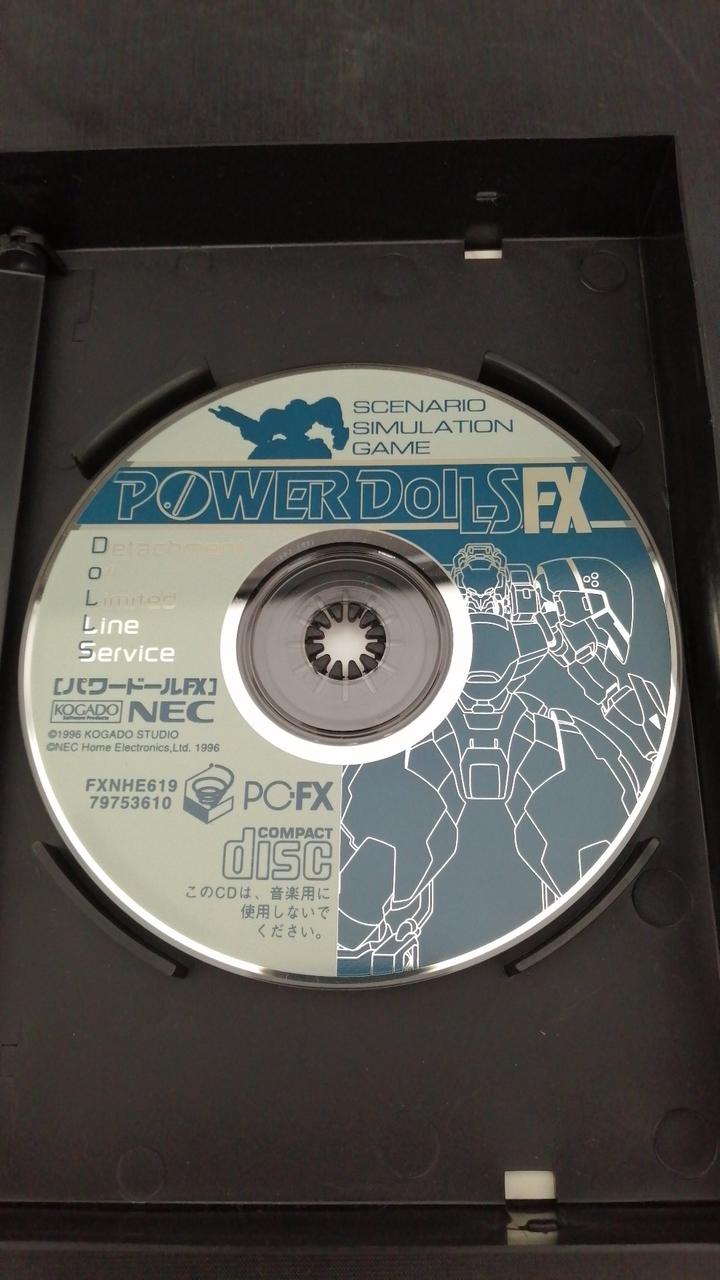 SCENARIO
SIMULATION
GAME
POWER DOLLS FX
Detachment
of
Limited
Line
Service
[パワードールFX]
KOGADO
Software Products
NEC
©1996 KOGADO STUDIO
©NEC Home Electronics,Ltd. 1996
FXNHE619
79753610
PC-FX
COMPACT
disc
このCDは、音楽用に
使用しないで
ください。